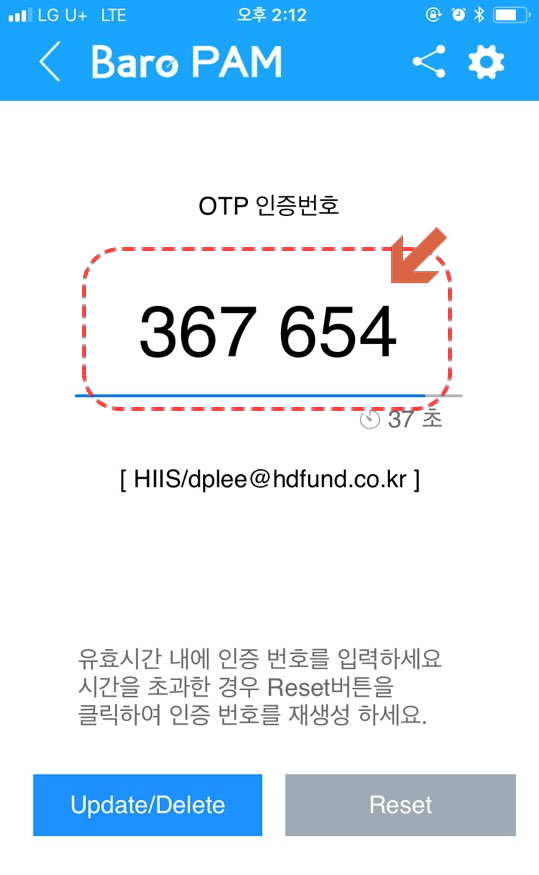 LG U+ LTE 오후 2:12
Baro PAM
OTP 인증번호
367 654
37 초
[ HIIS/dplee@hdfund.co.kr ]
유효시간 내에 인증 번호를 입력하세요
시간을 초과한 경우 Reset버튼을
클릭하여 인증 번호를 재생성 하세요.
Update/Delete Reset